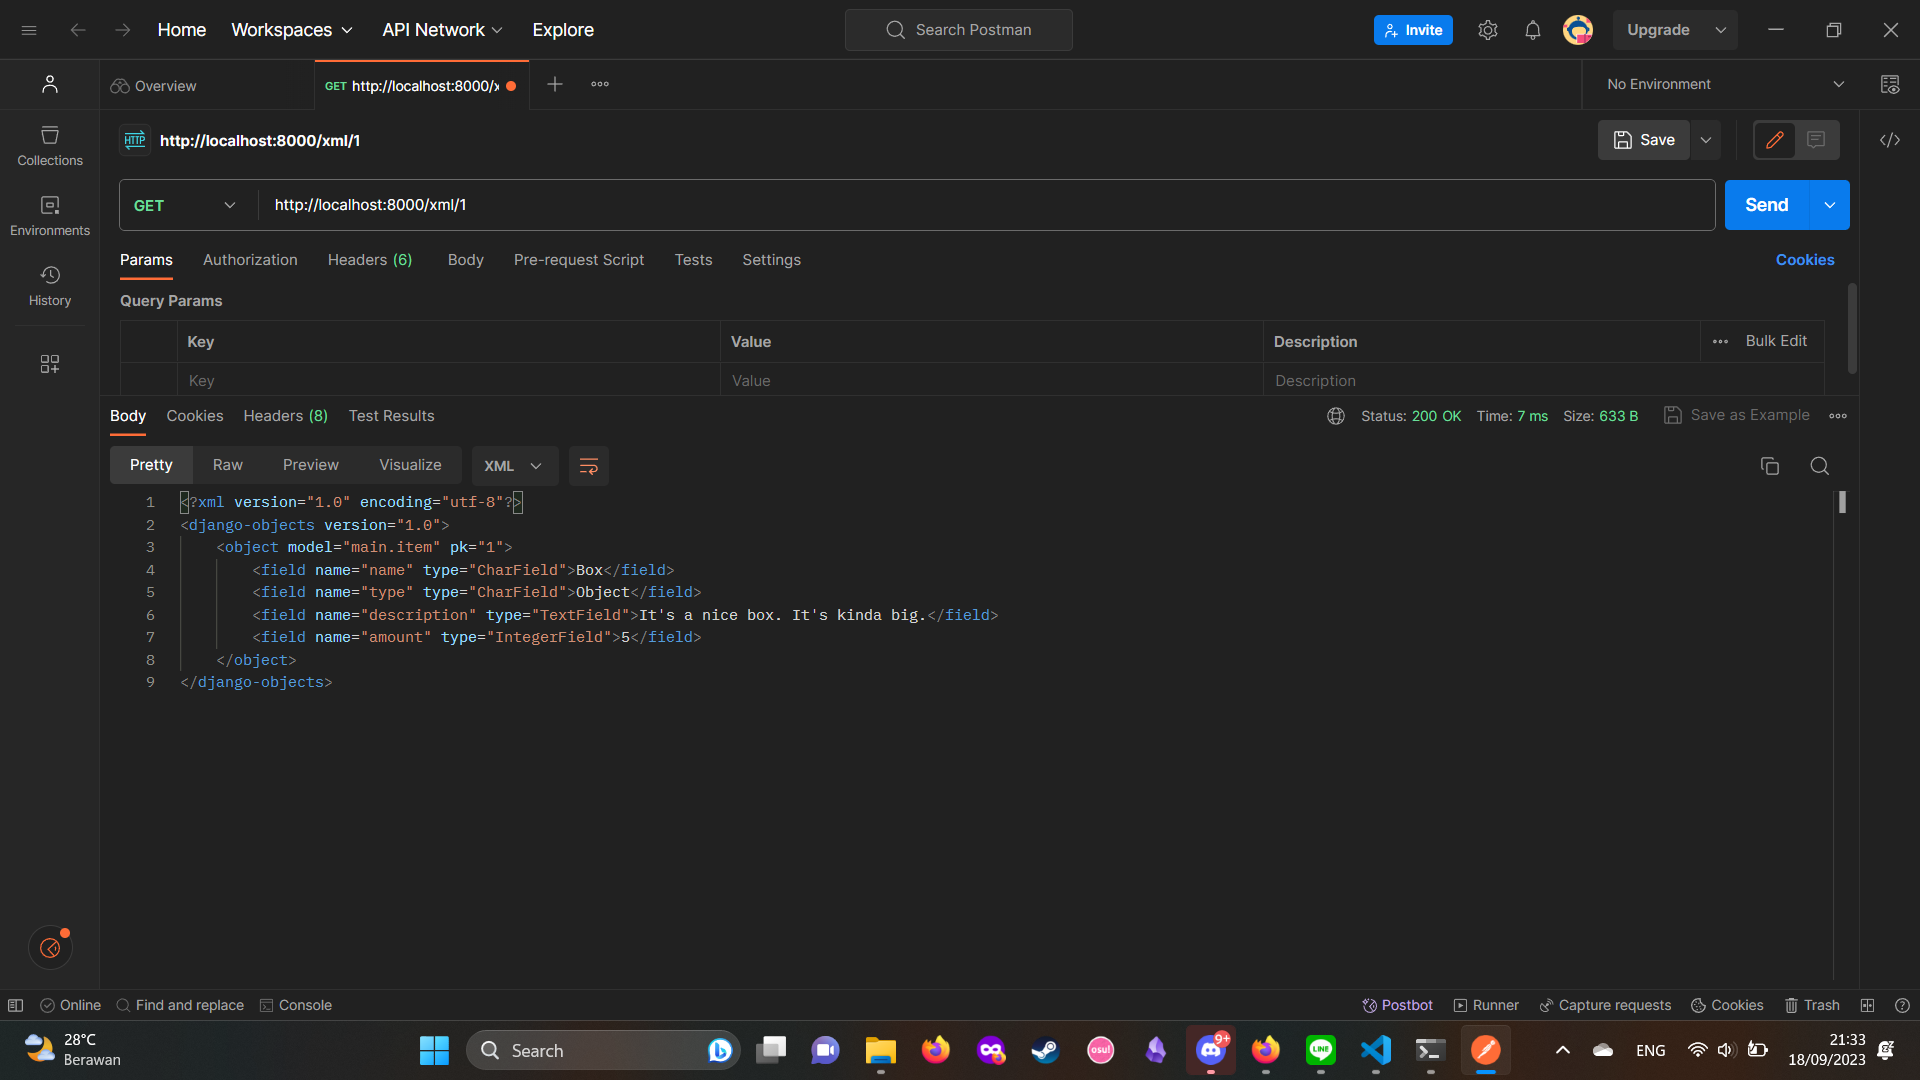 Home Workspaces API Network Explore Search Postman Invite Upgrade
Overview GET http://localhost:8000/x No Environment
HTTP http://localhost:8000/xml/1 Save
Collections
GET http://localhost:8000/xml/1 Send
Environments
Params Authorization Headers (6) Body Pre-request Script Tests Settings Cookies
History
Query Params
Key Value Description Bulk Edit
Key Value Description
Body Cookies Headers (8) Test Results Status: 200 OK Time: 7 ms Size: 633 B Save as Example
Pretty Raw Preview Visualize XML
1 <?xml version="1.0" encoding="utf-8"?>
2 <django-objects version="1.0">
3 <object model="main.item" pk="1">
4 <field name="name" type="CharField">Box</field>
5 <field name="type" type="CharField">Object</field>
6 <field name="description" type="TextField">It's a nice box. It's kinda big.</field>
7 <field name="amount" type="IntegerField">5</field>
8 </object>
9 </django-objects>
Online Find and replace Console Postbot Runner Capture requests Cookies Trash
28°C
Berawan
Search
osu!
9+
LINE
ENG
21:33
18/09/2023